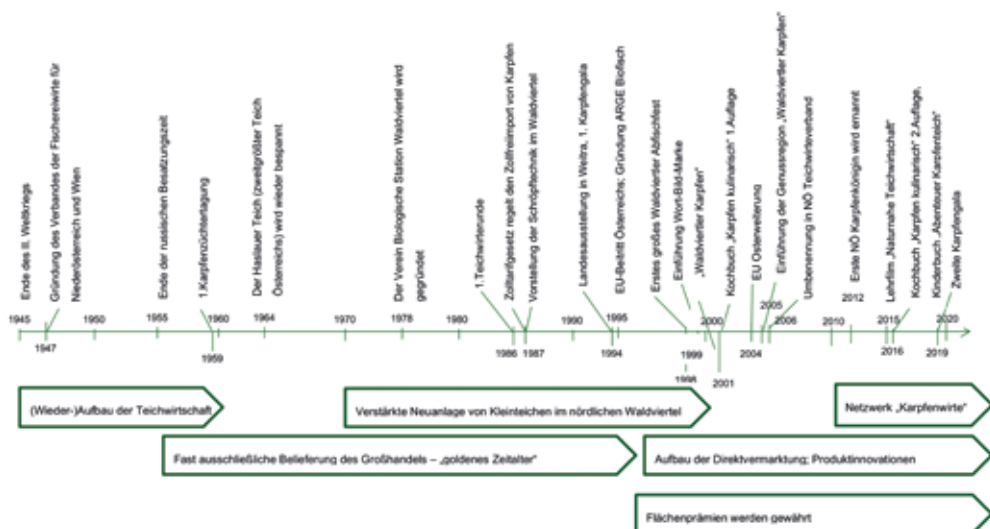 Ende des II. Weltkriegs
Gründung des Verbandes der Fischereiwirte für
Niederösterreich und Wien
Ende der russischen Besatzungszeit
1.Karpfenzüchtertagung
Der Haslauer Teich (zweitgrößter Teich
Österreichs) wird wieder bespannt
Der Verein Biologische Station Waldviertel wird
gegründet
1.Teichwirterunde
Zolltarifgesetz regelt den Zollfreiimport von Karpfen
Vorstellung der Schröpftechnik im Waldviertel
Landesausstellung in Weitra, 1. Karpfengala
EU-Beitritt Österreichs; Gründung ARGE Biofisch
Erstes großes Waldviertler Abfischfest
Einführung Wort-Bild-Marke
„Waldviertler Karpfen"
Kochbuch „Karpfen kulinarisch" 1.Auflage
EU Osterweiterung
Einführung der Genussregion „Waldviertler Karpfen"
Umbenennung in NÖ Teichwirteverband
Erste NÖ Karpfenkönigin wird ernannt
Lehrfilm „Naturnahe Teichwirtschaft"
Kochbuch „Karpfen kulinarisch" 2.Auflage,
Kinderbuch „Abenteuer Karpfenteich"
Zweite Karpfengala
1945
1947
1950
1955
1959
1960
1964
1970
1975
1980
1986
1987
1990
1994
1995
1998
1999
2000
2001
2004
2005
2006
2010
2012
2015
2016
2019
2020
(Wieder-)Aufbau der Teichwirtschaft
Verstärkte Neuanlage von Kleinteichen im nördlichen Waldviertel
Netzwerk „Karpfenwirte"
Fast ausschließliche Belieferung des Großhandels – „goldenes Zeitalter"
Aufbau der Direktvermarktung; Produktinnovationen
Flächenprämien werden gewährt